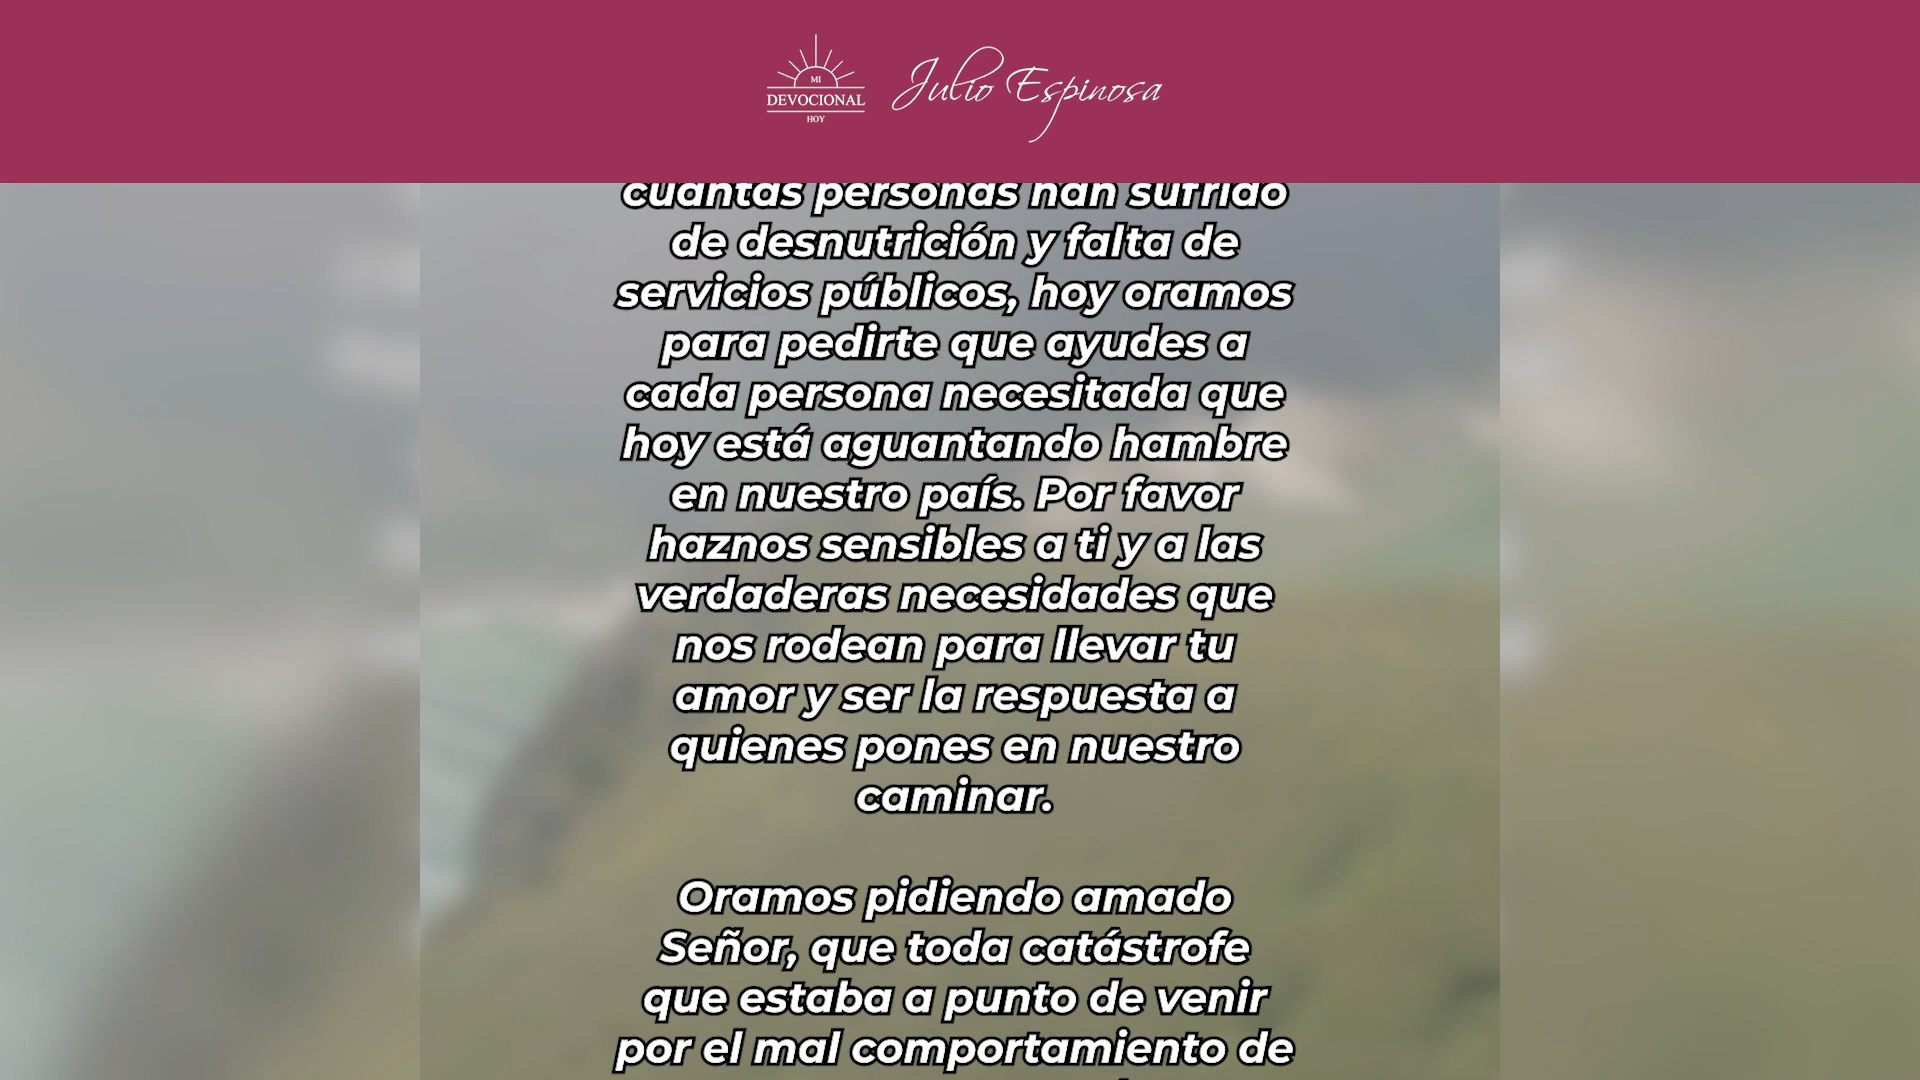 MI
DEVOCIONAL
HOY
Julio Espinosa
cuántas personas han sufrido
de desnutrición y falta de
servicios públicos, hoy oramos
para pedirte que ayudes a
cada persona necesitada que
hoy está aguantando hambre
en nuestro país. Por favor
haznos sensibles a ti y a las
verdaderas necesidades que
nos rodean para llevar tu
amor y ser la respuesta a
quienes pones en nuestro
caminar.
Oramos pidiendo amado
Señor, que toda catástrofe
que estaba a punto de venir
por el mal comportamiento de